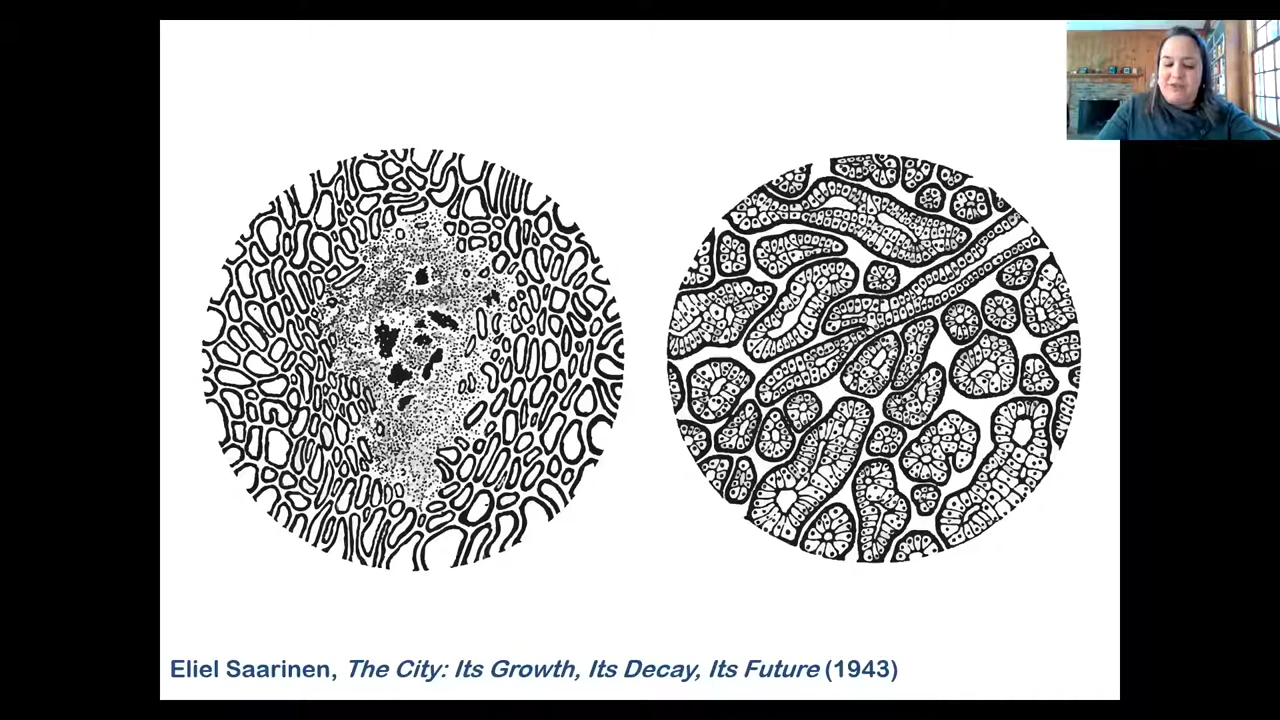 Eliel Saarinen, The City: Its Growth, Its Decay, Its Future (1943)